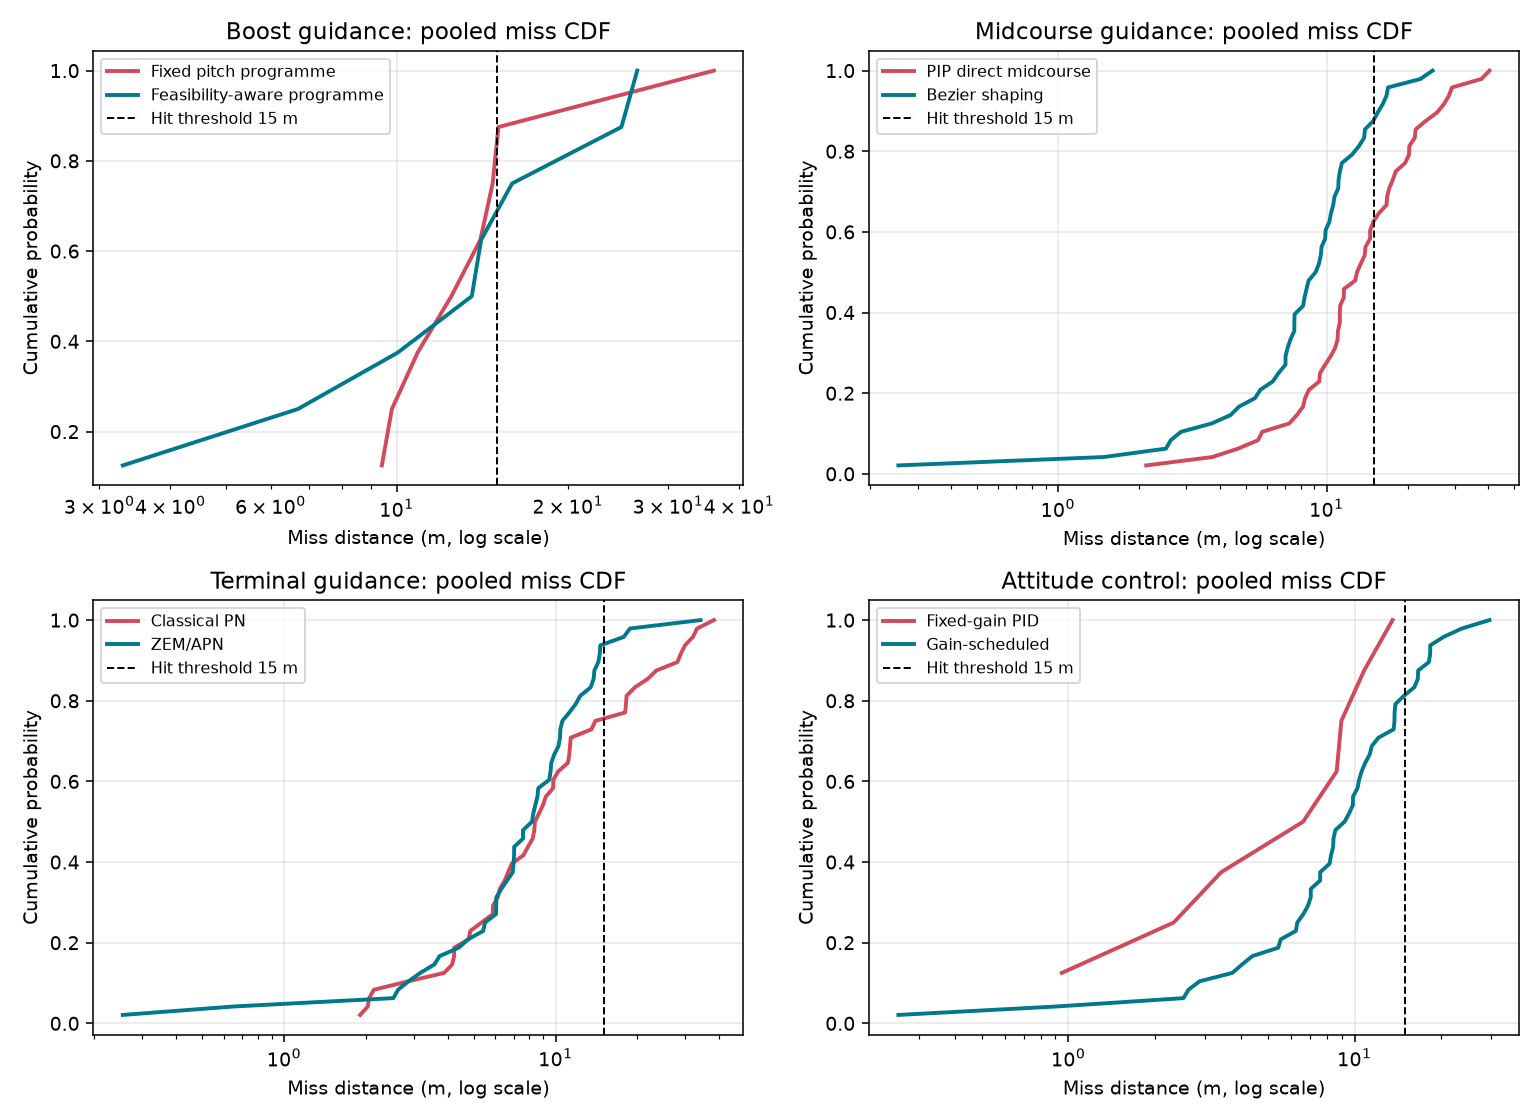 Boost guidance: pooled miss CDF
Fixed pitch programme
Feasibility-aware programme
Hit threshold 15 m
Cumulative probability
1.0
0.8
0.6
0.4
0.2
3 × 10⁰
4 × 10⁰
6 × 10⁰
10¹
2 × 10¹
3 × 10¹
4 × 10¹
Miss distance (m, log scale)
Midcourse guidance: pooled miss CDF
PIP direct midcourse
Bezier shaping
Hit threshold 15 m
Cumulative probability
1.0
0.8
0.6
0.4
0.2
0.0
10⁰
10¹
Miss distance (m, log scale)
Terminal guidance: pooled miss CDF
Classical PN
ZEM/APN
Hit threshold 15 m
Cumulative probability
1.0
0.8
0.6
0.4
0.2
0.0
10⁰
10¹
Miss distance (m, log scale)
Attitude control: pooled miss CDF
Fixed-gain PID
Gain-scheduled
Hit threshold 15 m
Cumulative probability
1.0
0.8
0.6
0.4
0.2
0.0
10⁰
10¹
Miss distance (m, log scale)